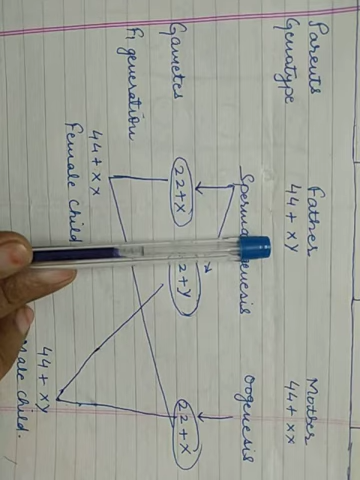 Parents Father Mother
Genotype 44+XY 44+XX
Spermatogenesis Oogenesis
Gametes 22+X 22+Y 22+X
F1 generation
44+XX 44+XY
Female child Male child.